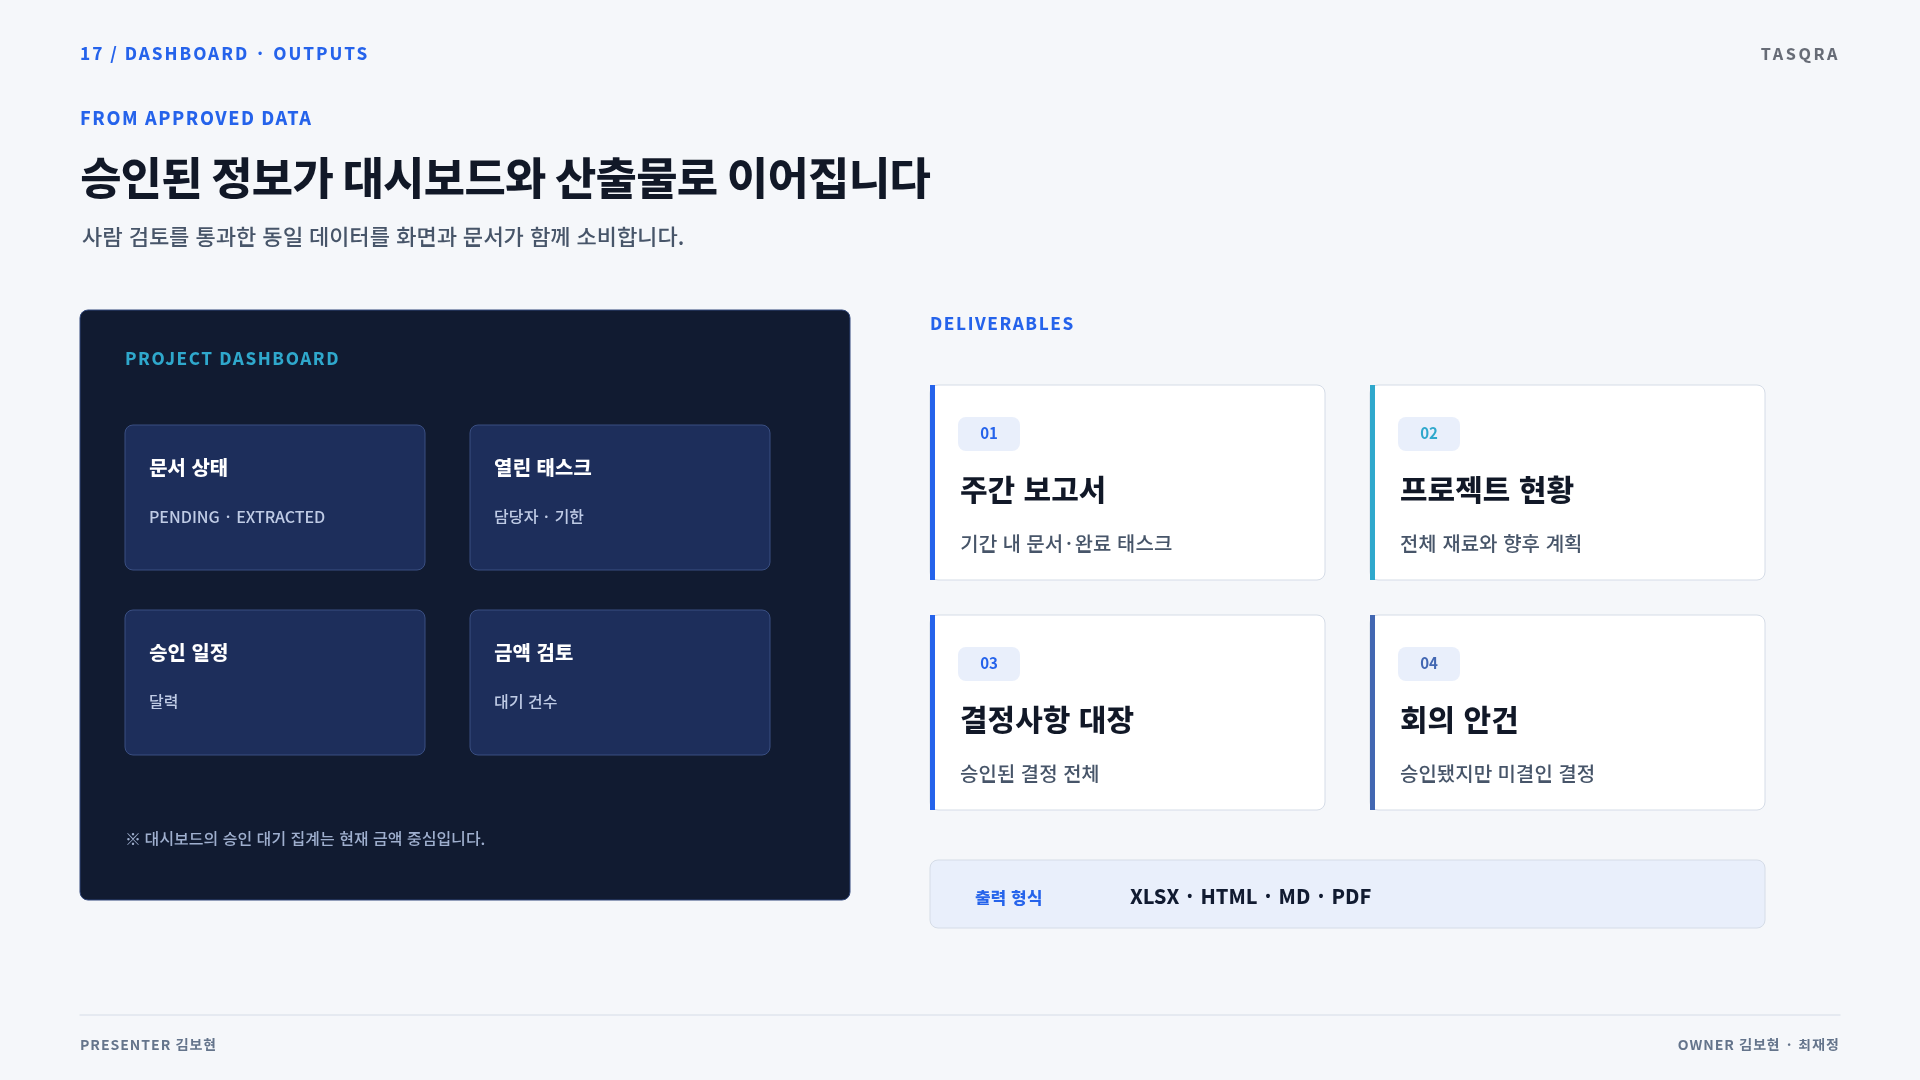 17 / DASHBOARD · OUTPUTS
TASQRA
FROM APPROVED DATA
승인된 정보가 대시보드와 산출물로 이어집니다
사람 검토를 통과한 동일 데이터를 화면과 문서가 함께 소비합니다.
PROJECT DASHBOARD
문서 상태
PENDING · EXTRACTED
열린 태스크
담당자 · 기한
승인 일정
달력
금액 검토
대기 건수
※ 대시보드의 승인 대기 집계는 현재 금액 중심입니다.
DELIVERABLES
01
주간 보고서
기간 내 문서·완료 태스크
02
프로젝트 현황
전체 재료와 향후 계획
03
결정사항 대장
승인된 결정 전체
04
회의 안건
승인됐지만 미결인 결정
출력 형식
XLSX · HTML · MD · PDF
PRESENTER 김보현
OWNER 김보현 · 최재정